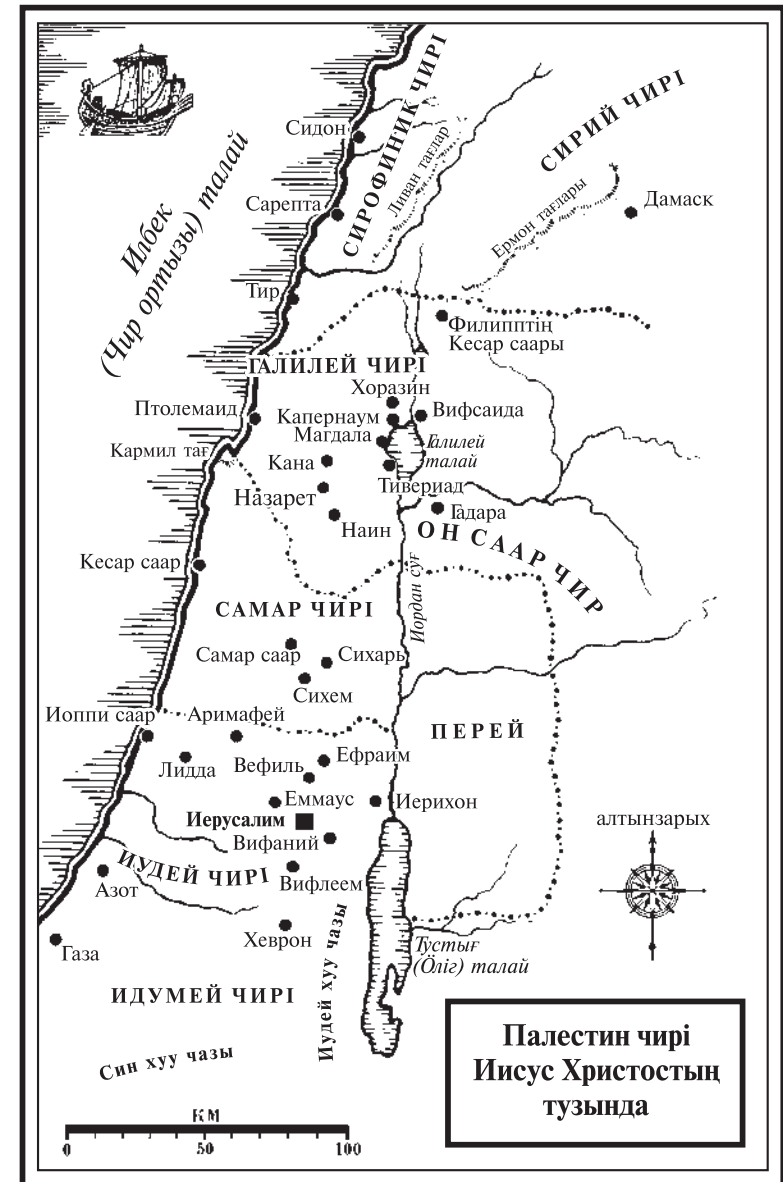 СИРОФИНИК ЧИРІ
СИРИЙ ЧИРІ
Сидон
Ливан тағлар
Ермон тағлары
Дамаск
Сарепта
Илбек
(Чир ортызы) талай
Тир
Филипптің
Кесар саары
ГАЛИЛЕЙ ЧИРІ
Хоразин
Птолемаид
Капернаум
Вифсаида
Магдала
Галилей
талай
Кармил тағ
Кана
Тивериад
Назарет
Гадара
Наин
ОН СААР ЧИР
Кесар саар
Иордан суғ
САМАР ЧИРІ
Самар саар
Сихарь
Сихем
Иоппи саар
Аримафей
ПЕРЕЙ
Ефраим
Лидда
Вефиль
Еммаус
Иерихон
Иерусалим
алтынзарых
Вифаний
ИУДЕЙ ЧИРІ
Азот
Вифлеем
Хеврон
Иудей хуу чазы
Тустығ
(Öліг) талай
Газа
ИДУМЕЙ ЧИРІ
Син хуу чазы
Палестин чирі
Иисус Христостың
тузында
КМ
0 50 100